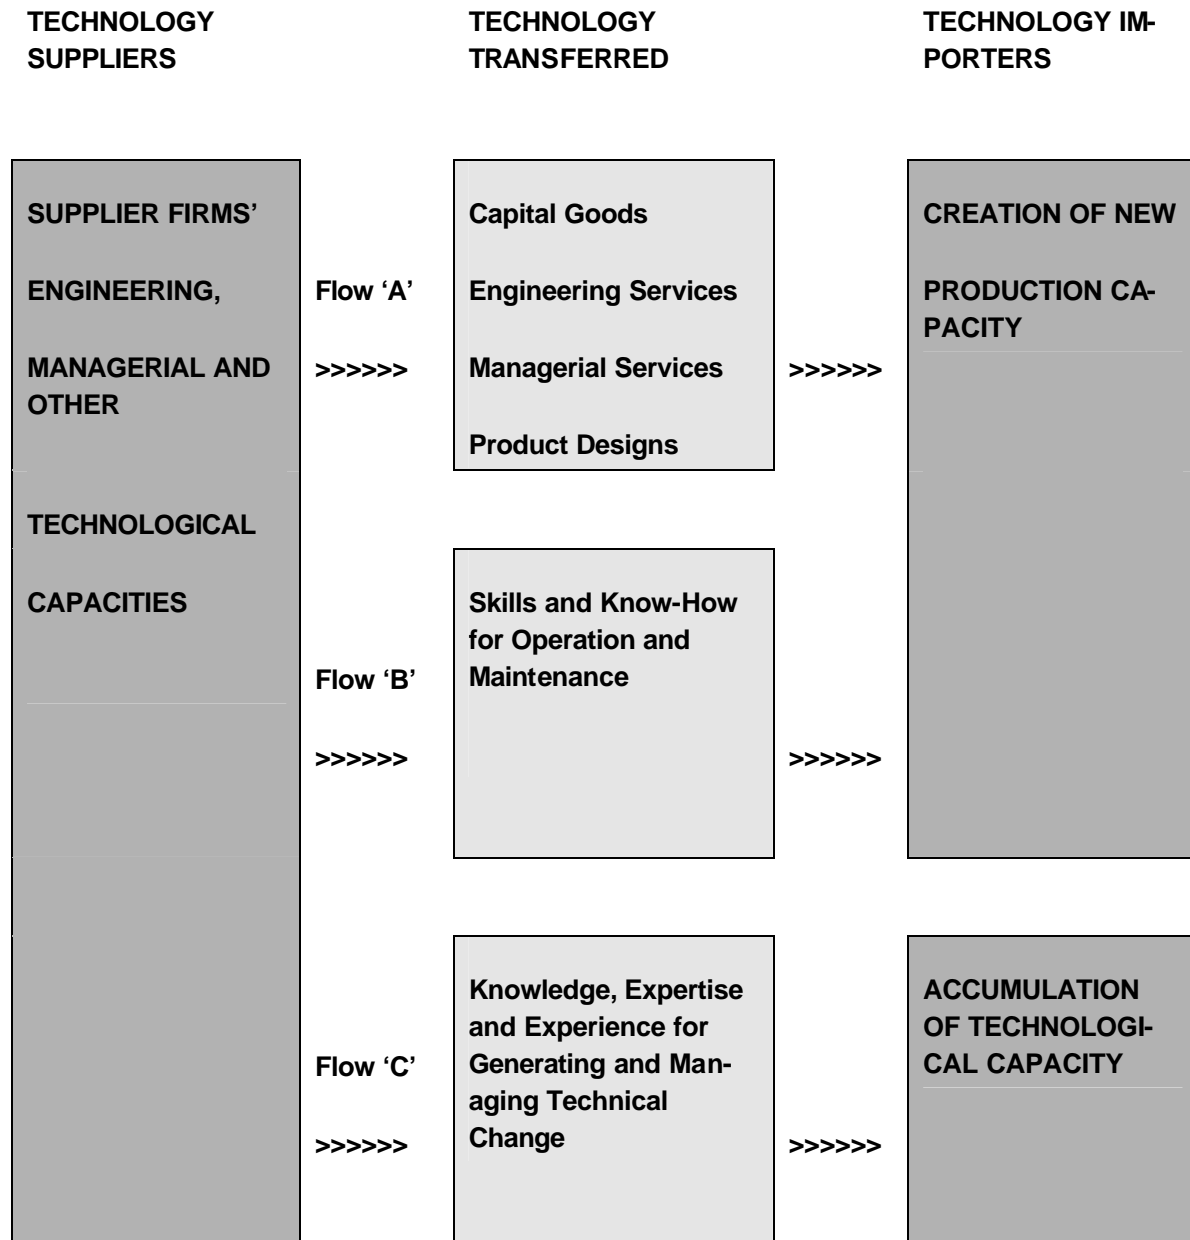 TECHNOLOGY
SUPPLIERS
TECHNOLOGY
TRANSFERRED
TECHNOLOGY IM-
PORTERS
SUPPLIER FIRMS’
ENGINEERING,
MANAGERIAL AND
OTHER
TECHNOLOGICAL
CAPACITIES
Flow ‘A’
>>>>>>
Capital Goods
Engineering Services
Managerial Services
Product Designs
>>>>>>
CREATION OF NEW
PRODUCTION CA-
PACITY
Flow ‘B’
>>>>>>
Skills and Know-How
for Operation and
Maintenance
>>>>>>
Flow ‘C’
>>>>>>
Knowledge, Expertise
and Experience for
Generating and Man-
aging Technical
Change
>>>>>>
ACCUMULATION
OF TECHNOLOGI-
CAL CAPACITY